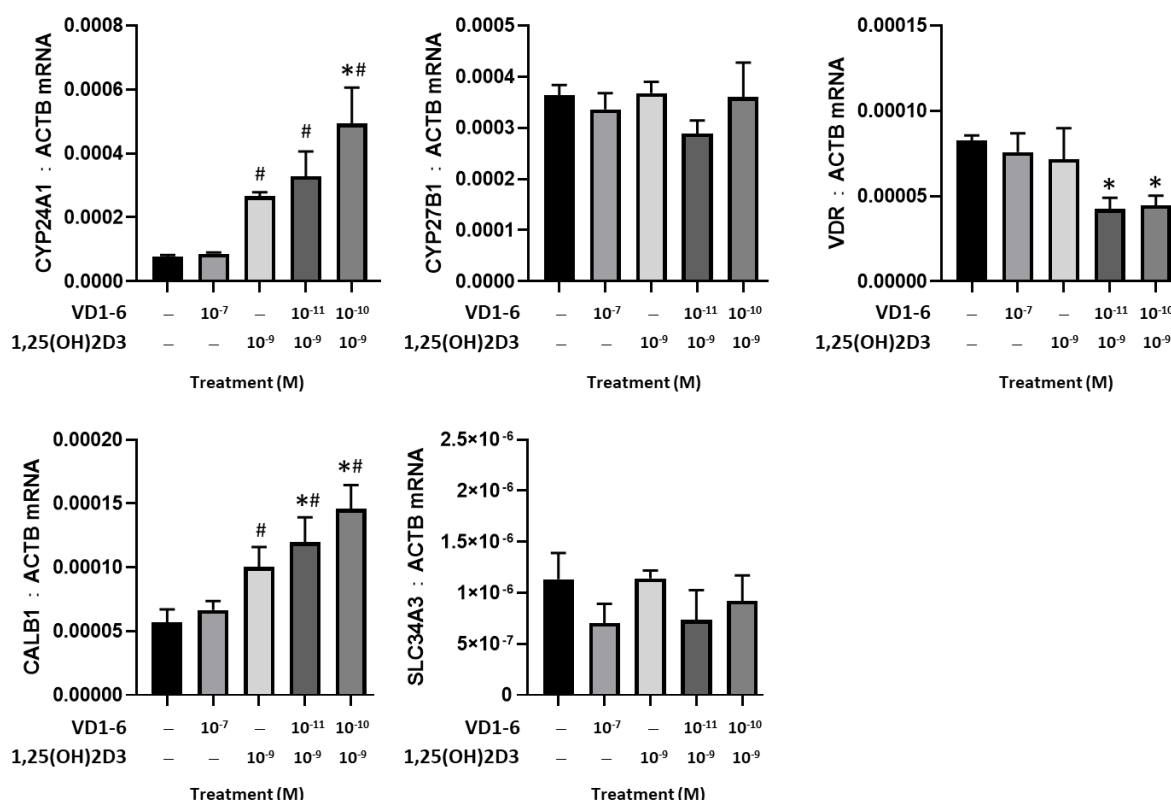 CYP24A1 : ACTB mRNA
0.0008
0.0006
0.0004
0.0002
0.0000
#
#
*#
VD1-6 – 10⁻⁷ – 10⁻¹¹ 10⁻¹⁰
1,25(OH)2D3 – – 10⁻⁹ 10⁻⁹ 10⁻⁹
Treatment (M)
CYP27B1 : ACTB mRNA
0.0005
0.0004
0.0003
0.0002
0.0001
0.0000
VD1-6 – 10⁻⁷ – 10⁻¹¹ 10⁻¹⁰
1,25(OH)2D3 – – 10⁻⁹ 10⁻⁹ 10⁻⁹
Treatment (M)
VDR : ACTB mRNA
0.00015
0.00010
0.00005
0.00000
*
*
VD1-6 – 10⁻⁷ – 10⁻¹¹ 10⁻¹⁰
1,25(OH)2D3 – – 10⁻⁹ 10⁻⁹ 10⁻⁹
Treatment (M)
CALB1 : ACTB mRNA
0.00020
0.00015
0.00010
0.00005
0.00000
#
*#
*#
VD1-6 – 10⁻⁷ – 10⁻¹¹ 10⁻¹⁰
1,25(OH)2D3 – – 10⁻⁹ 10⁻⁹ 10⁻⁹
Treatment (M)
SLC34A3 : ACTB mRNA
2.5×10⁻⁶
2×10⁻⁶
1.5×10⁻⁶
1×10⁻⁶
5×10⁻⁷
0
VD1-6 – 10⁻⁷ – 10⁻¹¹ 10⁻¹⁰
1,25(OH)2D3 – – 10⁻⁹ 10⁻⁹ 10⁻⁹
Treatment (M)